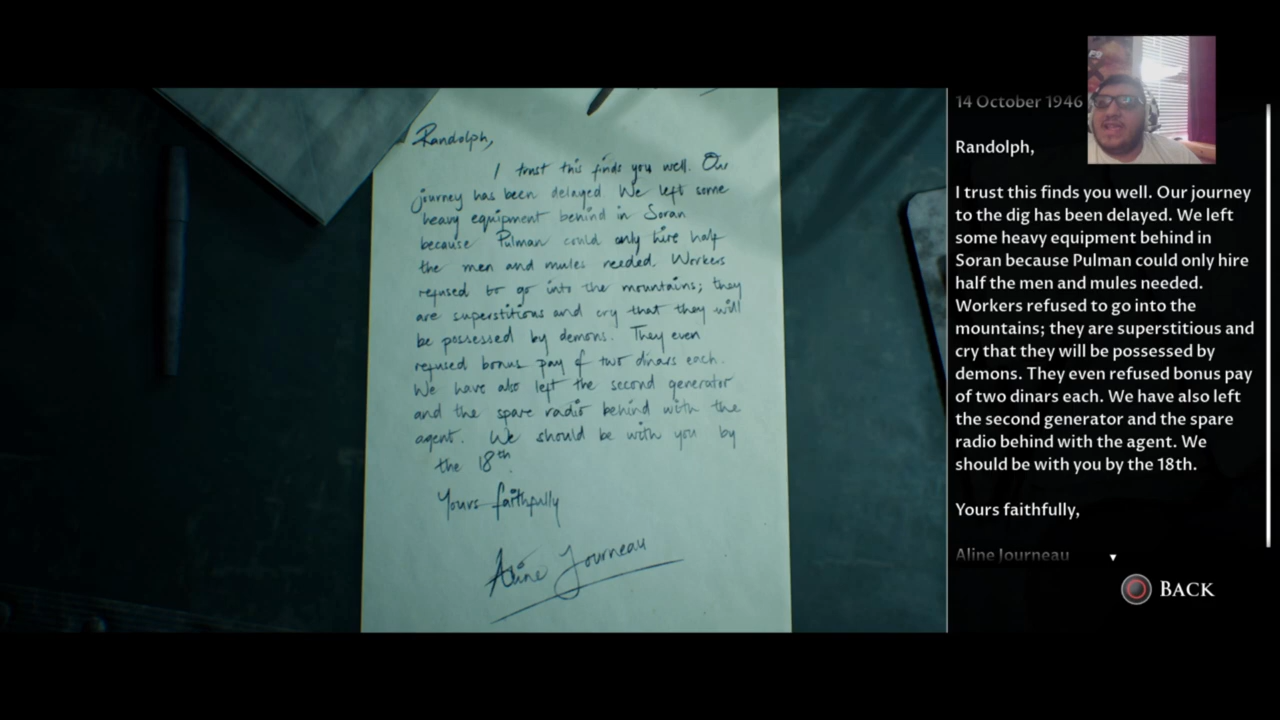 Randolph,
I trust this finds you well. Our
journey has been delayed. We left some
heavy equipment behind in Soran
because Pulman could only hire half
the men and mules needed. Workers
refused to go into the mountains; they
are superstitious and cry that they will
be possessed by demons. They even
refused bonus pay of two dinars each.
We have also left the second generator
and the spare radio behind with the
agent. We should be with you by
the 18th.
Yours faithfully
Aline Journeau
14 October 1946
Randolph,
I trust this finds you well. Our journey
to the dig has been delayed. We left
some heavy equipment behind in
Soran because Pulman could only hire
half the men and mules needed.
Workers refused to go into the
mountains; they are superstitious and
cry that they will be possessed by
demons. They even refused bonus pay
of two dinars each. We have also left
the second generator and the spare
radio behind with the agent. We
should be with you by the 18th.
Yours faithfully,
Aline Journeau
BACK